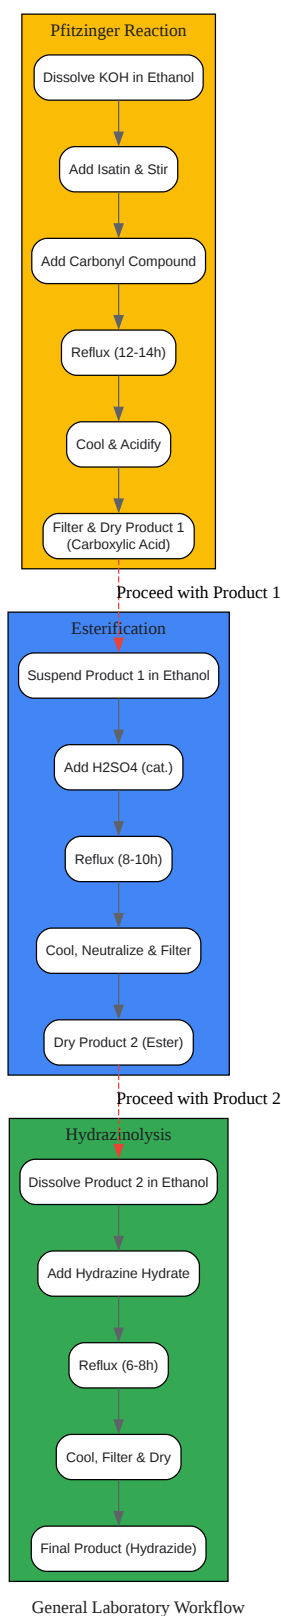 Pfitzinger Reaction
Dissolve KOH in Ethanol
Add Isatin & Stir
Add Carbonyl Compound
Reflux (12-14h)
Cool & Acidify
Filter & Dry Product 1
(Carboxylic Acid)
Proceed with Product 1
Esterification
Suspend Product 1 in Ethanol
Add H2SO4 (cat.)
Reflux (8-10h)
Cool, Neutralize & Filter
Dry Product 2 (Ester)
Proceed with Product 2
Hydrazinolysis
Dissolve Product 2 in Ethanol
Add Hydrazine Hydrate
Reflux (6-8h)
Cool, Filter & Dry
Final Product (Hydrazide)
General Laboratory Workflow